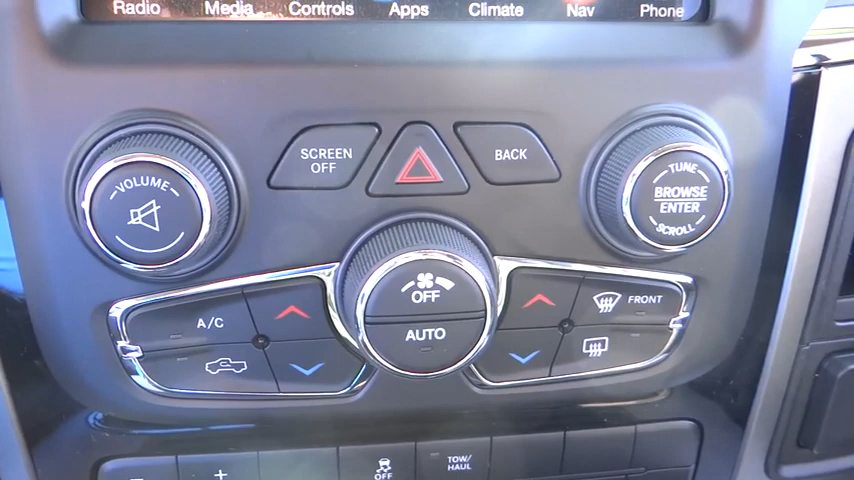 Radio Media Controls Apps Climate Nav Phone
SCREEN
OFF
BACK
VOLUME
TUNE
BROWSE
ENTER
SCROLL
OFF
AUTO
A/C
FRONT
- +
OFF
TOW/
HAUL